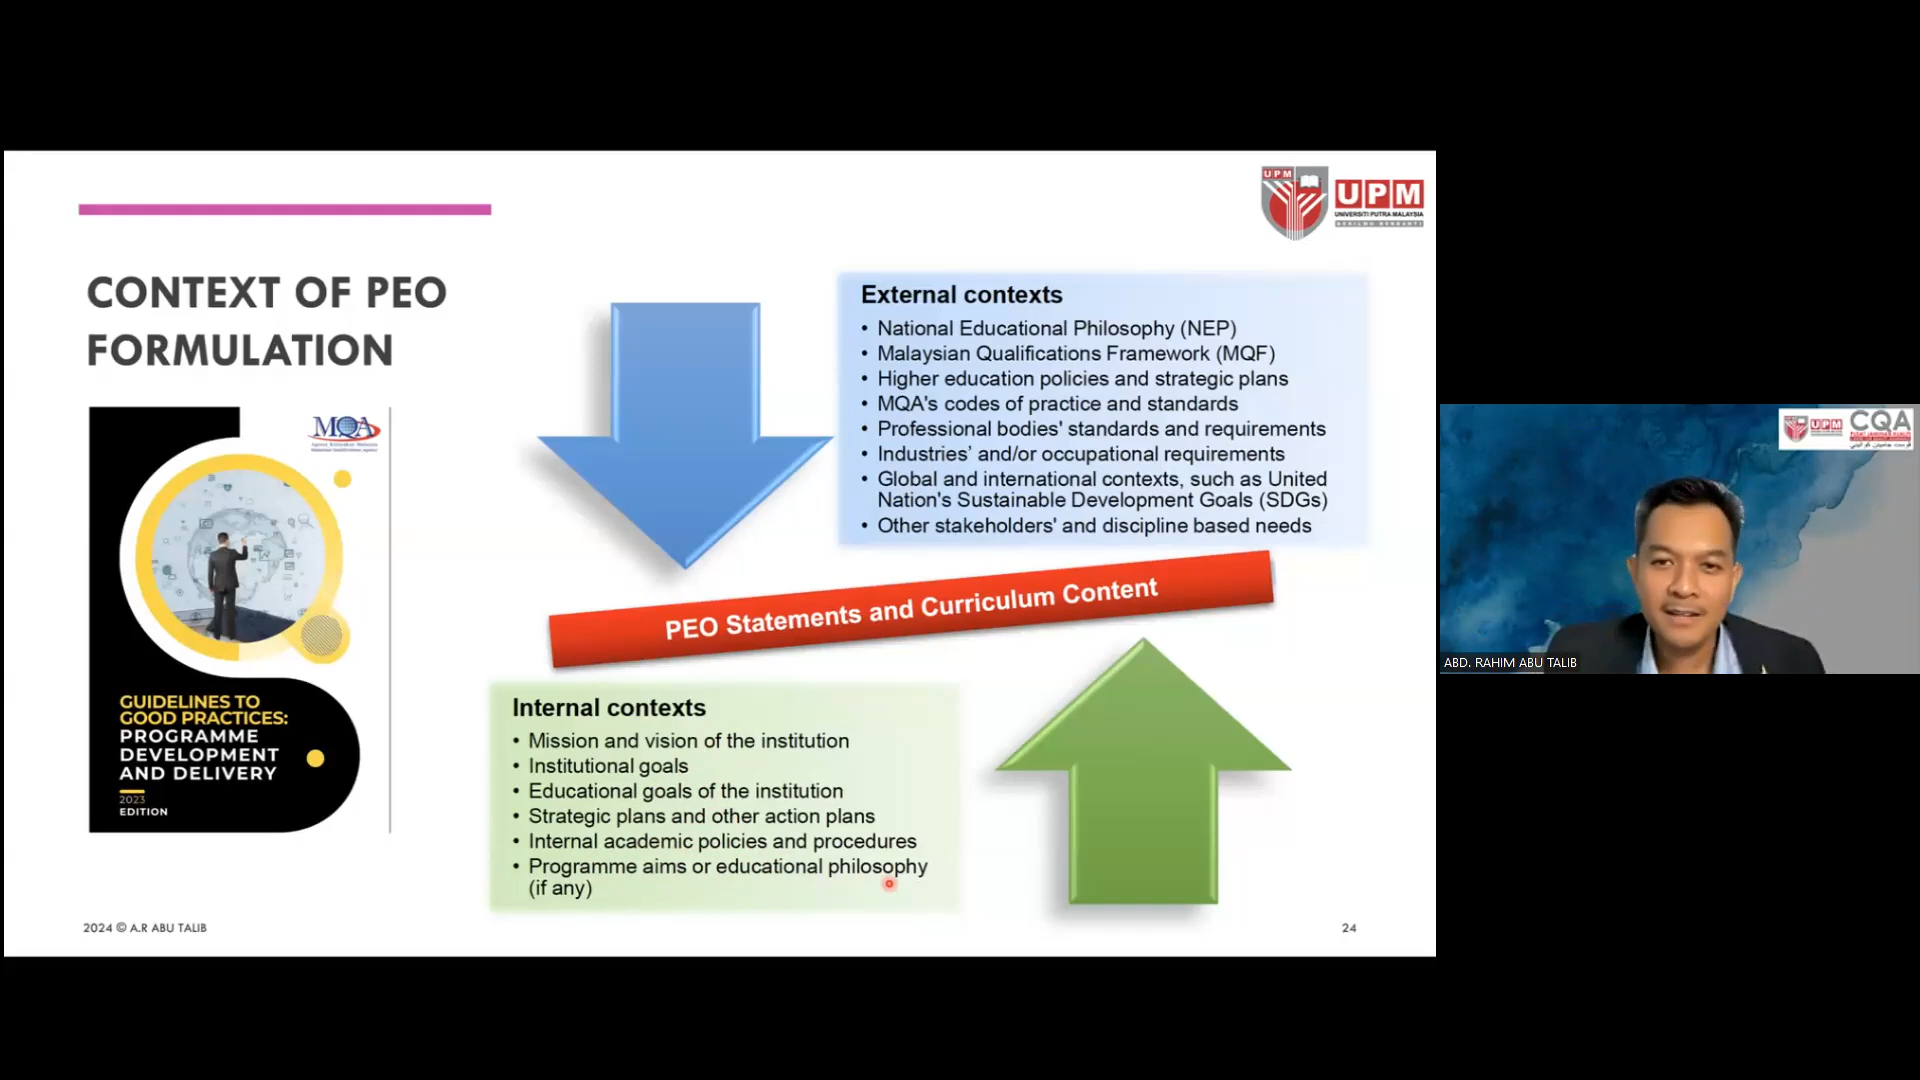 UPM
UPM
UNIVERSITI PUTRA MALAYSIA
BERILMU BERBAKTI
CONTEXT OF PEO
FORMULATION
External contexts
• National Educational Philosophy (NEP)
• Malaysian Qualifications Framework (MQF)
• Higher education policies and strategic plans
• MQA's codes of practice and standards
• Professional bodies' standards and requirements
• Industries’ and/or occupational requirements
• Global and international contexts, such as United
Nation's Sustainable Development Goals (SDGs)
• Other stakeholders' and discipline based needs
MQA
PEO Statements and Curriculum Content
GUIDELINES TO
GOOD PRACTICES:
PROGRAMME
DEVELOPMENT
AND DELIVERY
2023
EDITION
Internal contexts
• Mission and vision of the institution
• Institutional goals
• Educational goals of the institution
• Strategic plans and other action plans
• Internal academic policies and procedures
• Programme aims or educational philosophy
(if any)
2024 © A.R ABU TALIB
24
UPM
CQA
ABD. RAHIM ABU TALIB